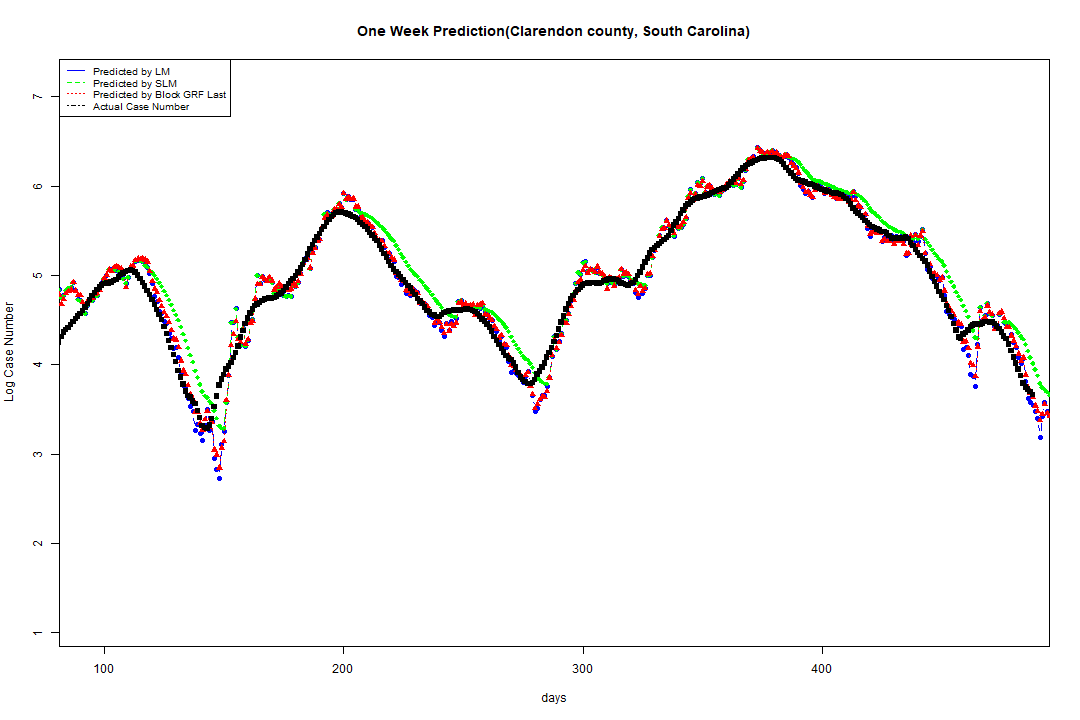 One Week Prediction(Clarendon county, South Carolina)
Predicted by LM
Predicted by SLM
Predicted by Block GRF Last
Actual Case Number
7
6
5
4
3
2
1
Log Case Number
100 200 300 400
days